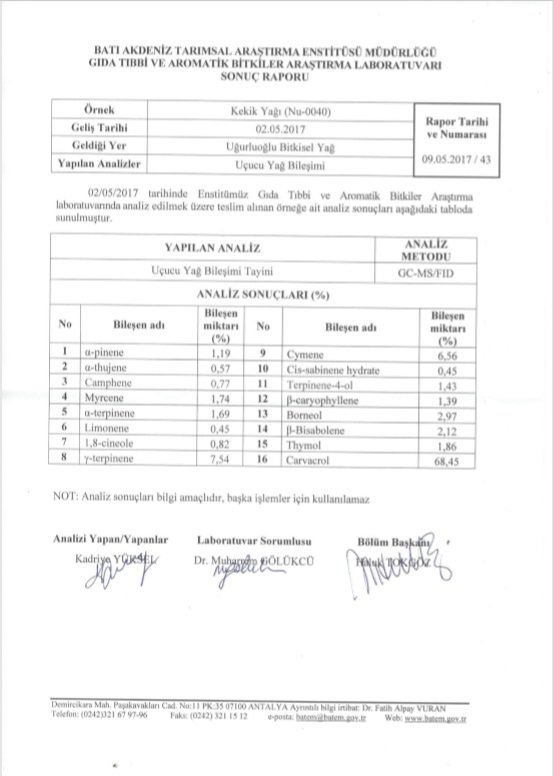 BATI AKDENİZ TARIMSAL ARAŞTIRMA ENSTİTÜSÜ MÜDÜRLÜĞÜ
GIDA TIBBİ VE AROMATİK BİTKİLER ARAŞTIRMA LABORATUVARI
SONUÇ RAPORU
Örnek Kekik Yağı (Nu-0040)
Geliş Tarihi 02.05.2017
Geldiği Yer Uğurluoğlu Bitkisel Yağ
Yapılan Analizler Uçucu Yağ Bileşimi
Rapor Tarihi
ve Numarası
09.05.2017 / 43
02/05/2017 tarihinde Enstitümüz Gıda Tıbbi ve Aromatik Bitkiler Araştırma
laboratuvarında analiz edilmek üzere teslim alınan örneğe ait analiz sonuçları aşağıdaki tabloda
sunulmuştur.
YAPILAN ANALİZ ANALİZ METODU
Uçucu Yağ Bileşimi Tayini GC-MS/FID
ANALİZ SONUÇLARI (%)
No Bileşen adı Bileşen miktarı (%) No Bileşen adı Bileşen miktarı (%)
1 α-pinene 1,19 9 Cymene 6,56
2 α-thujene 0,57 10 Cis-sabinene hydrate 0,45
3 Camphene 0,77 11 Terpinene-4-ol 1,43
4 Myrcene 1,74 12 β-caryophyllene 1,39
5 α-terpinene 1,69 13 Borneol 2,97
6 Limonene 0,45 14 β-Bisabolene 2,12
7 1,8-cineole 0,82 15 Thymol 1,86
8 γ-terpinene 7,54 16 Carvacrol 68,45
NOT: Analiz sonuçları bilgi amaçlıdır, başka işlemler için kullanılamaz
Analizi Yapan/Yapanlar Laboratuvar Sorumlusu Bölüm Başkanı
Kadriye YÜKSEL Dr. Muharrem GÖLÜKCÜ TOKGÖZ
Demircikara Mah. Paşakavakları Cad. No:11 PK:35 07100 ANTALYA Ayrıntılı bilgi irtibat: Dr. Fatih Alpay VURAN
Telefon: (0242)321 67 97-96 Faks: (0242) 321 15 12 e-posta: batem@batem.gov.tr Web: www.batem.gov.tr